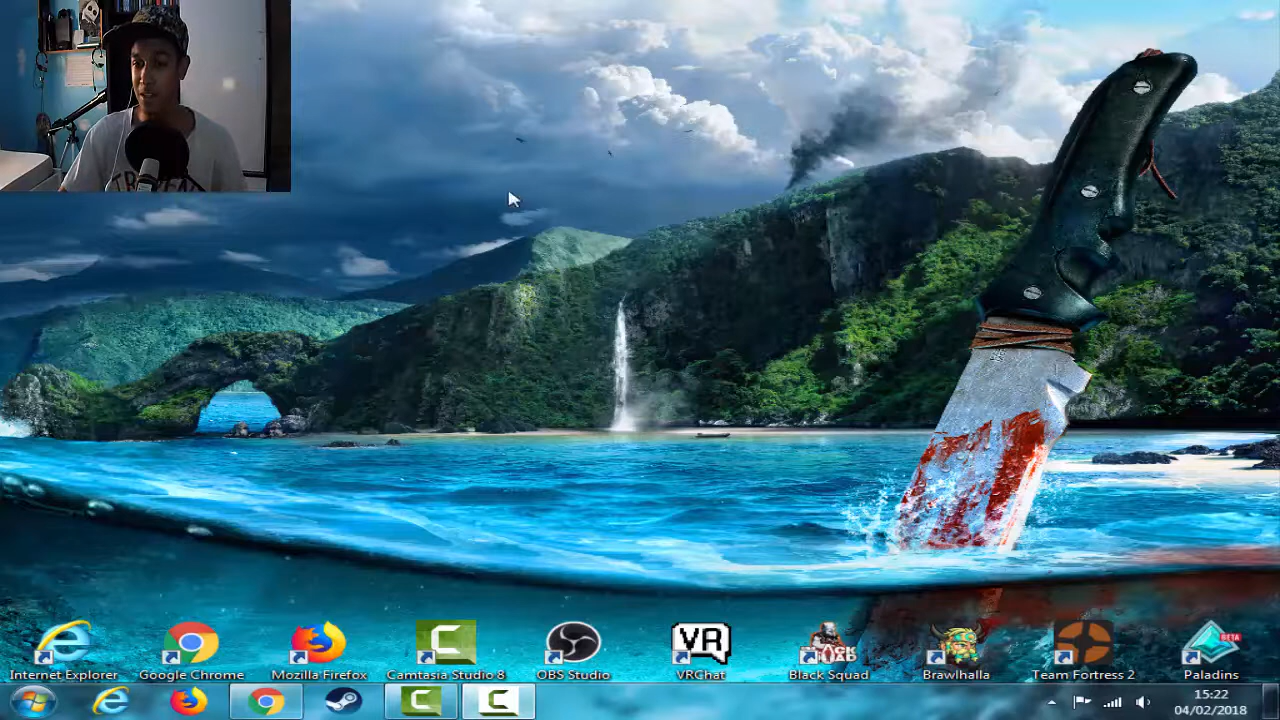 Internet Explorer
Google Chrome
Mozilla Firefox
Camtasia Studio 8
OBS Studio
VR
VRChat
Black Squad
Brawlhalla
Team Fortress 2
BETA
Paladins
15:22
04/02/2018